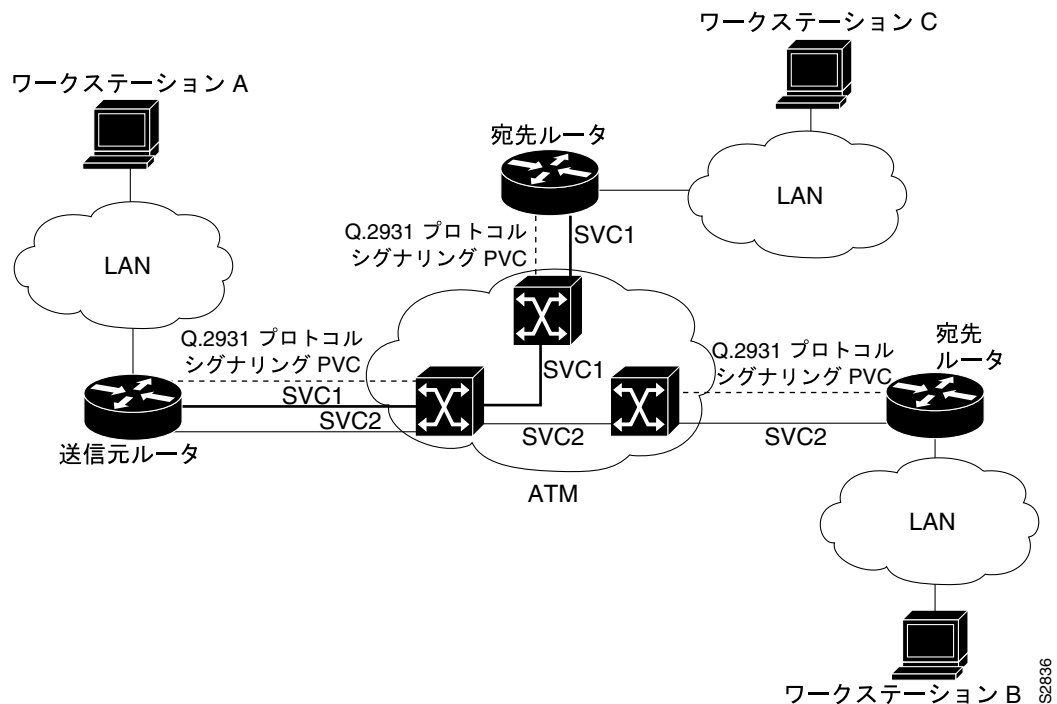 ワークステーション C
ワークステーション A
宛先ルータ
LAN
Q.2931 プロトコル
シグナリング PVC
SVC1
LAN
Q.2931 プロトコル
シグナリング PVC
SVC1
Q.2931 プロトコル
シグナリング PVC
宛先
ルータ
SVC1
SVC2
SVC2
SVC2
送信元ルータ
ATM
LAN
ワークステーション B
S2836